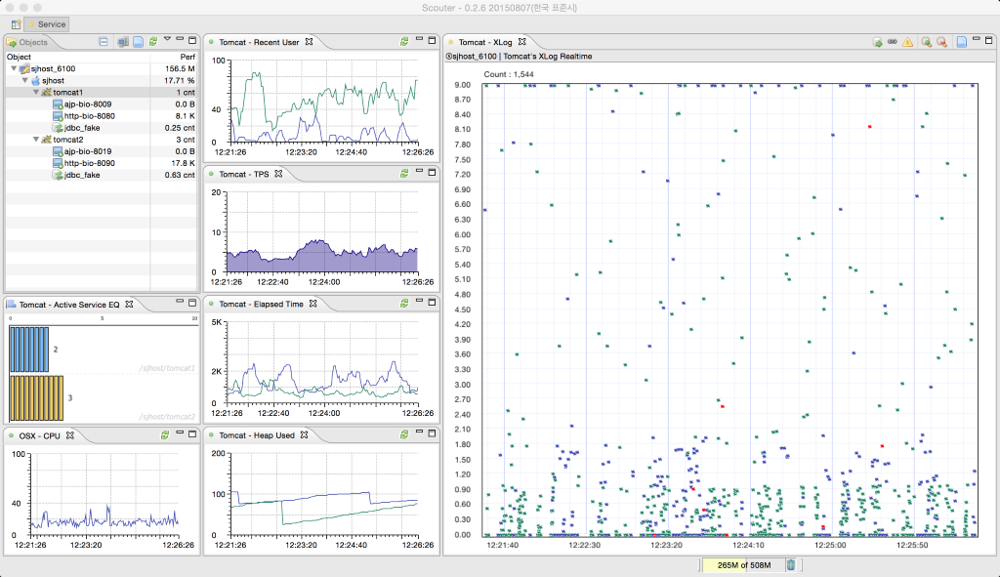 Scouter - 0.2.6 20150807(한국 표준시)
Service
Objects
Object Perf
sjhost_6100 156.5 M
sjhost 17.71 %
tomcat1 1 cnt
ajp-bio-8009 0.0 B
http-bio-8080 8.1 K
jdbc_fake 0.25 cnt
tomcat2 3 cnt
ajp-bio-8019 0.0 B
http-bio-8090 17.8 K
jdbc_fake 0.63 cnt
Tomcat - Active Service EQ
0 5 10
2
/sjhost/tomcat1
3
/sjhost/tomcat2
OSX - CPU
100
40
0
12:21:26 12:23:20 12:26:26
Tomcat - Recent User
100
40
0
12:21:26 12:23:20 12:24:40 12:26:26
Tomcat - TPS
20
10
0
12:21:26 12:22:40 12:24:00 12:26:26
Tomcat - Elapsed Time
5K
2K
0
12:21:26 12:22:40 12:24:00 12:26:26
Tomcat - Heap Used
200
100
0
12:21:26 12:23:20 12:24:40 12:26:26
Tomcat - XLog
sjhost_6100 | Tomcat's XLog Realtime
Count : 1,544
9.00
8.70
8.40
8.10
7.80
7.50
7.20
6.90
6.60
6.30
6.00
5.70
5.40
5.10
4.80
4.50
4.20
3.90
3.60
3.30
3.00
2.70
2.40
2.10
1.80
1.50
1.20
0.90
0.60
0.30
0.00
12:21:40 12:22:30 12:23:20 12:24:10 12:25:00 12:25:50
265M of 508M